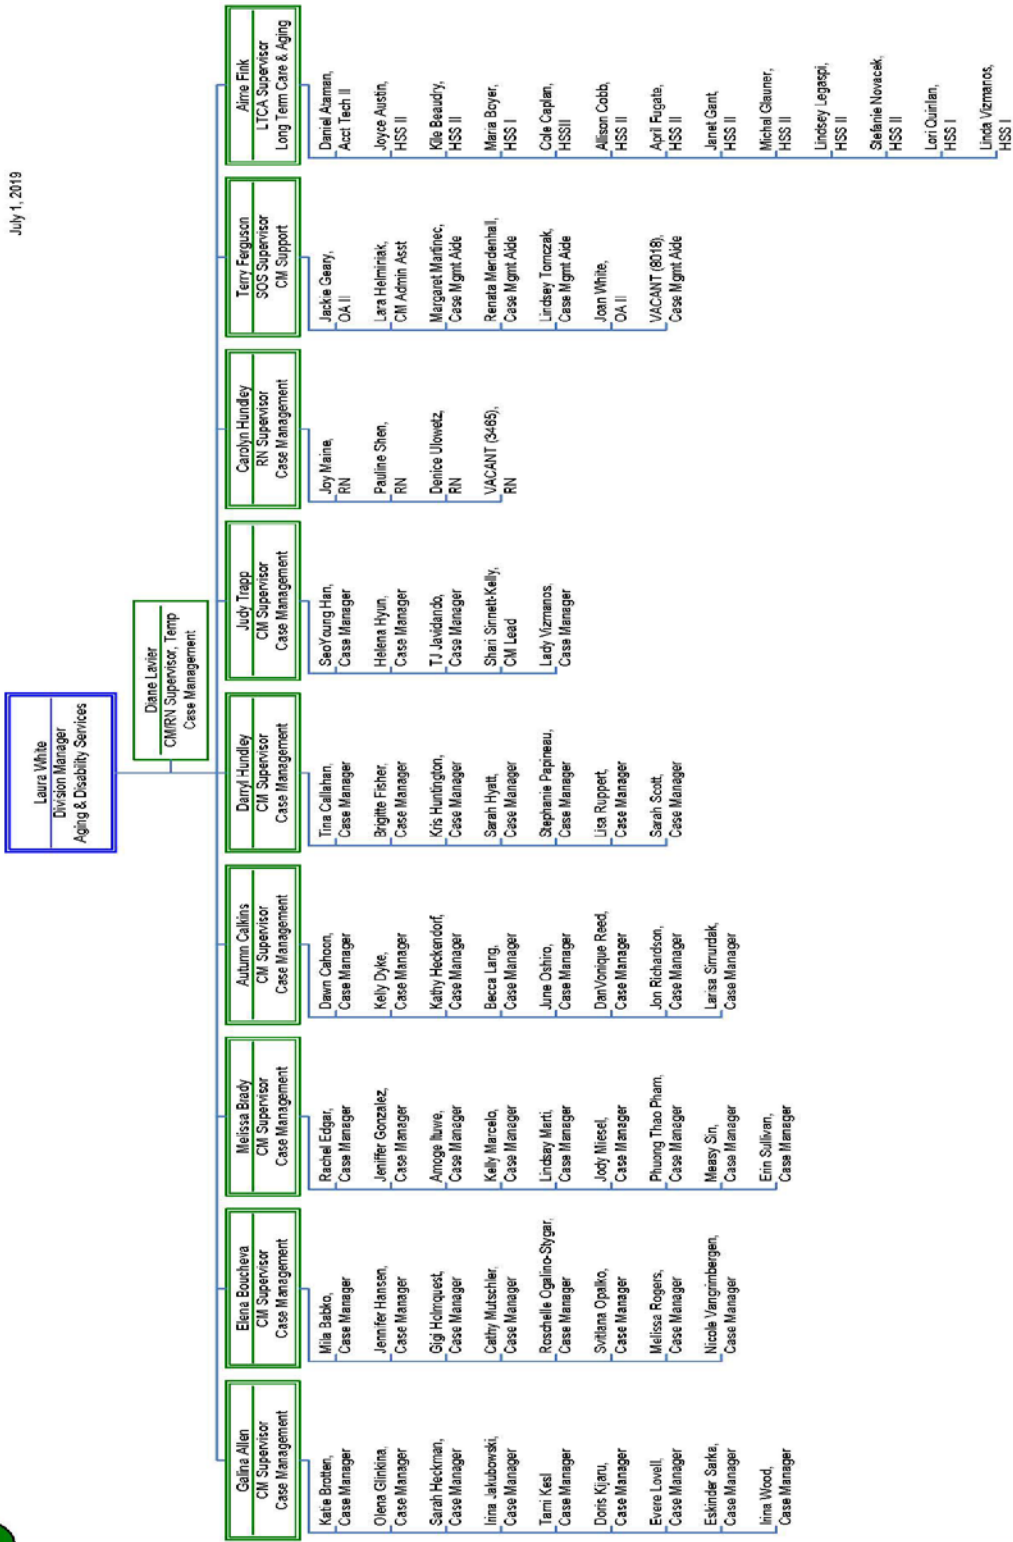 July 1, 2019
Laura White
Division Manager
Aging & Disability Services
Diane Lavier
CM/RN Supervisor, Temp
Case Management
Galina Allen
CM Supervisor
Case Management
Katie Brotten,
Case Manager
Olena Glinkina,
Case Manager
Sarah Heckman,
Case Manager
Irina Jakubowski,
Case Manager
Tami Kesl
Case Manager
Doris Kijaru,
Case Manager
Evere Lovell,
Case Manager
Eskinder Sarka,
Case Manager
Irina Wood,
Case Manager
Elena Boucheva
CM Supervisor
Case Management
Mila Babko,
Case Manager
Jennifer Hansen,
Case Manager
Gigi Holmquest,
Case Manager
Cathy Mutschler,
Case Manager
Roschelle Ogalino-Stygar,
Case Manager
Svitlana Opalko,
Case Manager
Melissa Rogers,
Case Manager
Nicole Vangrimbergen,
Case Manager
Melissa Brady
CM Supervisor
Case Management
Rachel Edgar,
Case Manager
Jeniffer Gonzalez,
Case Manager
Amoge Ituwe,
Case Manager
Kelly Marcelo,
Case Manager
Lindsay Marti,
Case Manager
Jody Miesel,
Case Manager
Phuong Thao Pham,
Case Manager
Measy Sin,
Case Manager
Erin Sullivan,
Case Manager
Autumn Calkins
CM Supervisor
Case Management
Dawn Cahoon,
Case Manager
Kelly Dyke,
Case Manager
Kathy Heckendorf,
Case Manager
Becca Lang,
Case Manager
June Oshiro,
Case Manager
DanVonique Reed,
Case Manager
Jon Richardson,
Case Manager
Larisa Simurdak,
Case Manager
Darryl Hundley
CM Supervisor
Case Management
Tina Callahan,
Case Manager
Brigitte Fisher,
Case Manager
Kris Huntington,
Case Manager
Sarah Hyatt,
Case Manager
Stephanie Papineau,
Case Manager
Lisa Ruppert,
Case Manager
Sarah Scott,
Case Manager
Judy Trapp
CM Supervisor
Case Management
SeoYoung Han,
Case Manager
Helena Hyun,
Case Manager
TJ Javidando,
Case Manager
Shari Sinnett-Kelly,
CM Lead
Lady Vizmanos,
Case Manager
Carolyn Hundley
RN Supervisor
Case Management
Joy Maine,
RN
Pauline Shen,
RN
Denice Ulowetz,
RN
VACANT (3465),
RN
Terry Ferguson
SOS Supervisor
CM Support
Jackie Geary,
OA II
Lara Helminiak,
CM Admin Asst
Margaret Martinec,
Case Mgmt Aide
Renata Mendenhall,
Case Mgmt Aide
Lindsey Tomczak,
Case Mgmt Aide
Joan White,
OA II
VACANT (8018),
Case Mgmt Aide
Aime Fink
LTCA Supervisor
Long Term Care & Aging
Daniel Ataman,
Acct Tech II
Joyce Austin,
HSS II
Kile Beaudry,
HSS II
Maria Boyer,
HSS I
Cole Caplan,
HSSII
Allison Cobb,
HSS II
April Fugate,
HSS II
Janet Gant,
HSS II
Michal Glauner,
HSS II
Lindsey Legaspi,
HSS II
Stefanie Novacek,
HSS II
Lori Quinlan,
HSS I
Linda Vizmanos,
HSS I